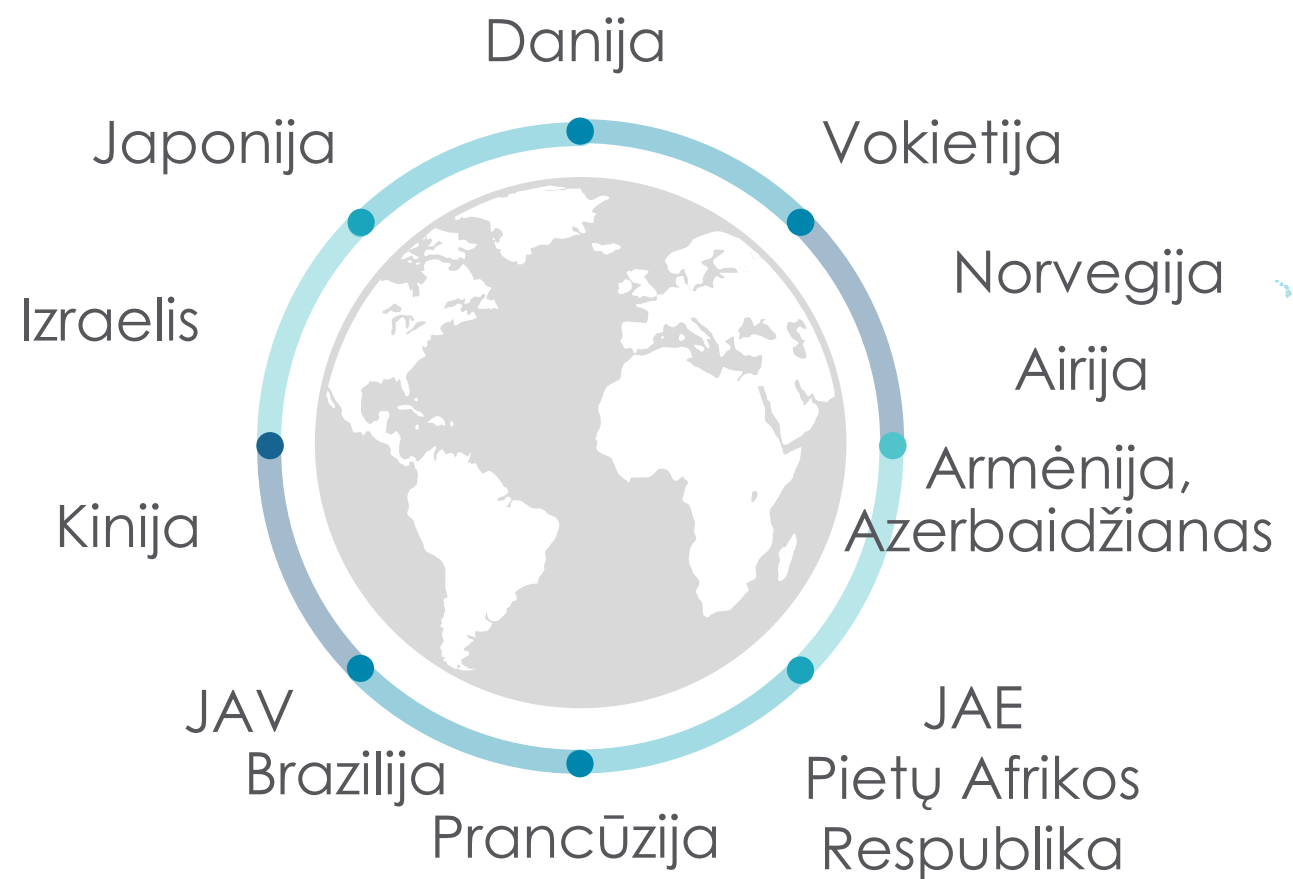 Danija
Japonija
Vokietija
Norvegija
Izraelis
Airija
Armėnija,
Azerbaidžianas
Kinija
JAV
JAE
Brazilija
Pietų Afrikos
Prancūzija
Respublika